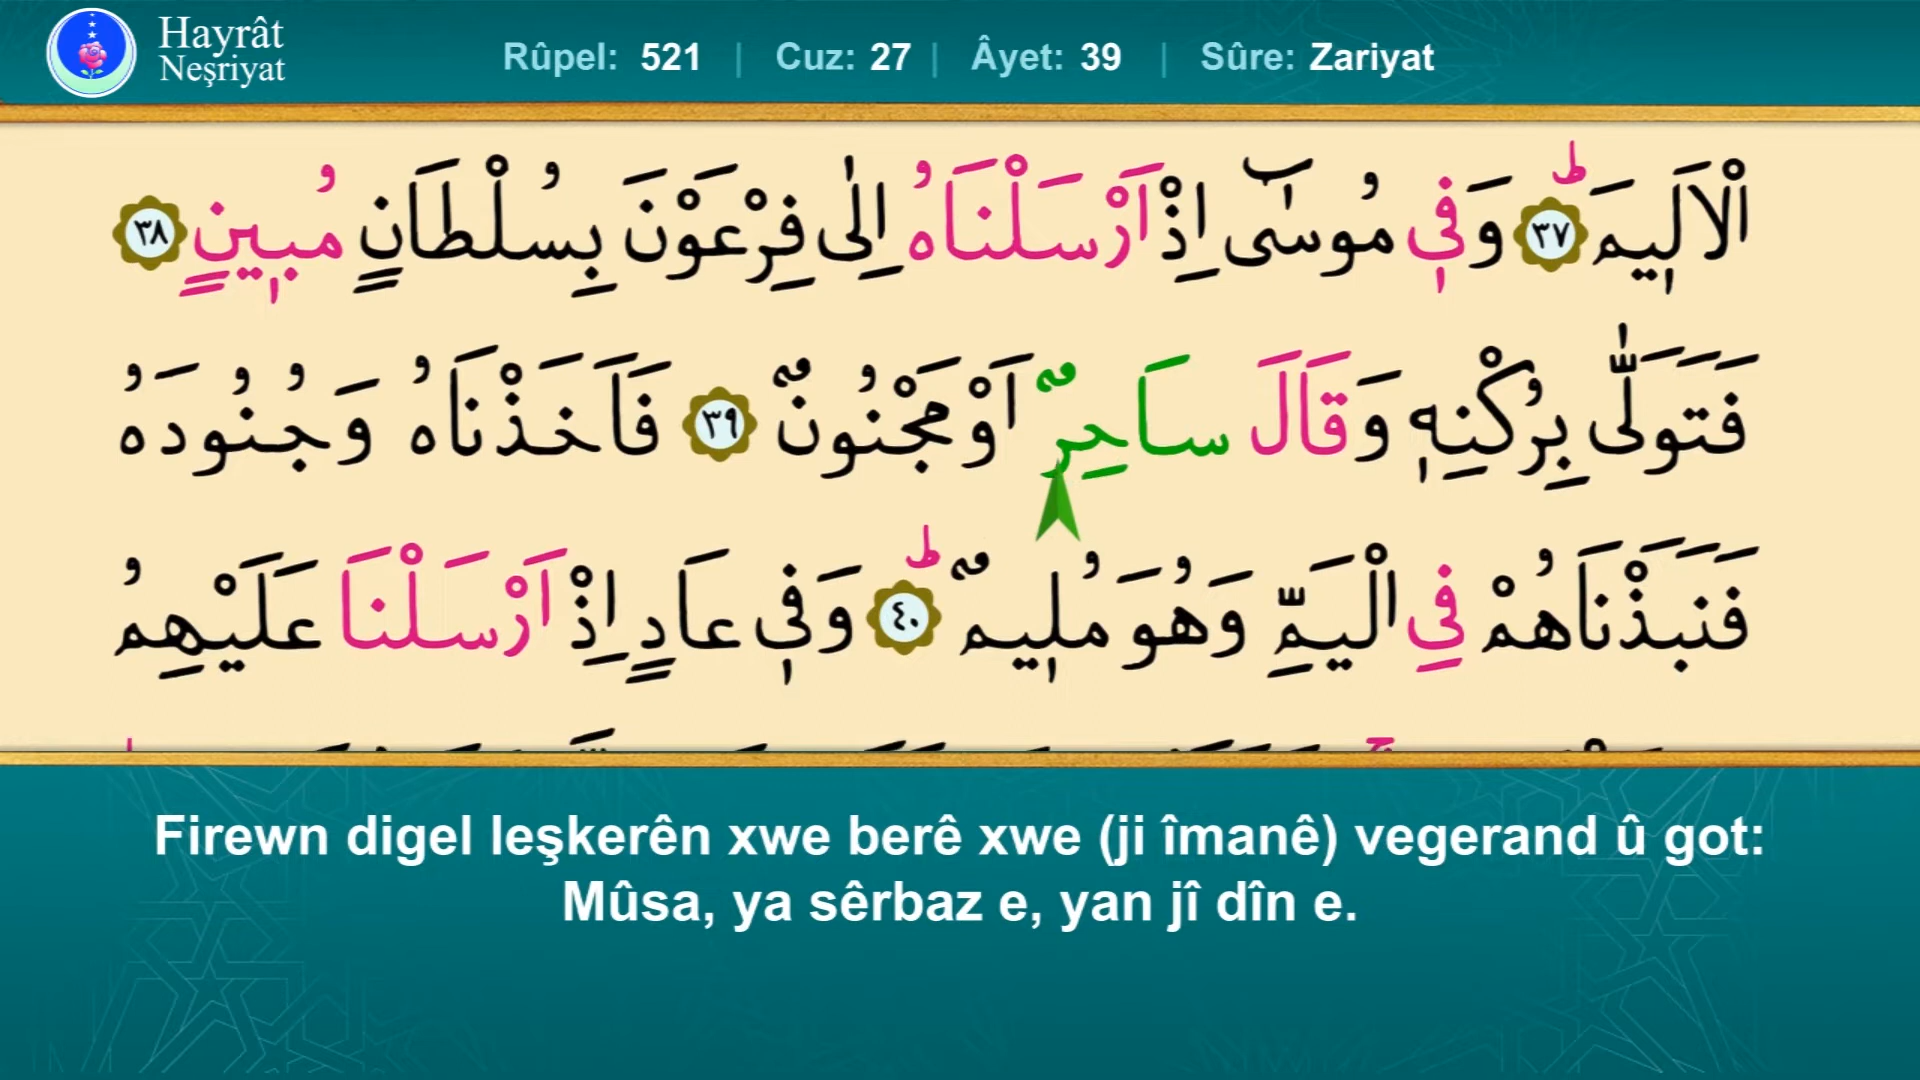 Hayrât
Neşriyat
Rûpel: 521 | Cuz: 27 | Âyet: 39 | Sûre: Zariyat
الْاَل۪يمَۜ ﴿٣٧﴾ وَف۪ي مُوسٰٓى اِذْ اَرْسَلْنَاهُ اِلٰى فِرْعَوْنَ بِسُلْطَانٍ مُب۪ينٍ ﴿٣٨﴾
فَتَوَلّٰى بِرُكْنِه۪ وَقَالَ سَاحِرٌ اَوْ مَجْنُونٌ ﴿٣٩﴾ فَاَخَذْنَاهُ وَجُنُودَهُ
فَنَبَذْنَاهُمْ فِي الْيَمِّ وَهُوَ مُل۪يمٌۜ ﴿٤٠﴾ وَف۪ي عَادٍ اِذْ اَرْسَلْنَا عَلَيْهِمُ
Firewn digel leşkerên xwe berê xwe (ji îmanê) vegerand û got:
Mûsa, ya sêrbaz e, yan jî dîn e.